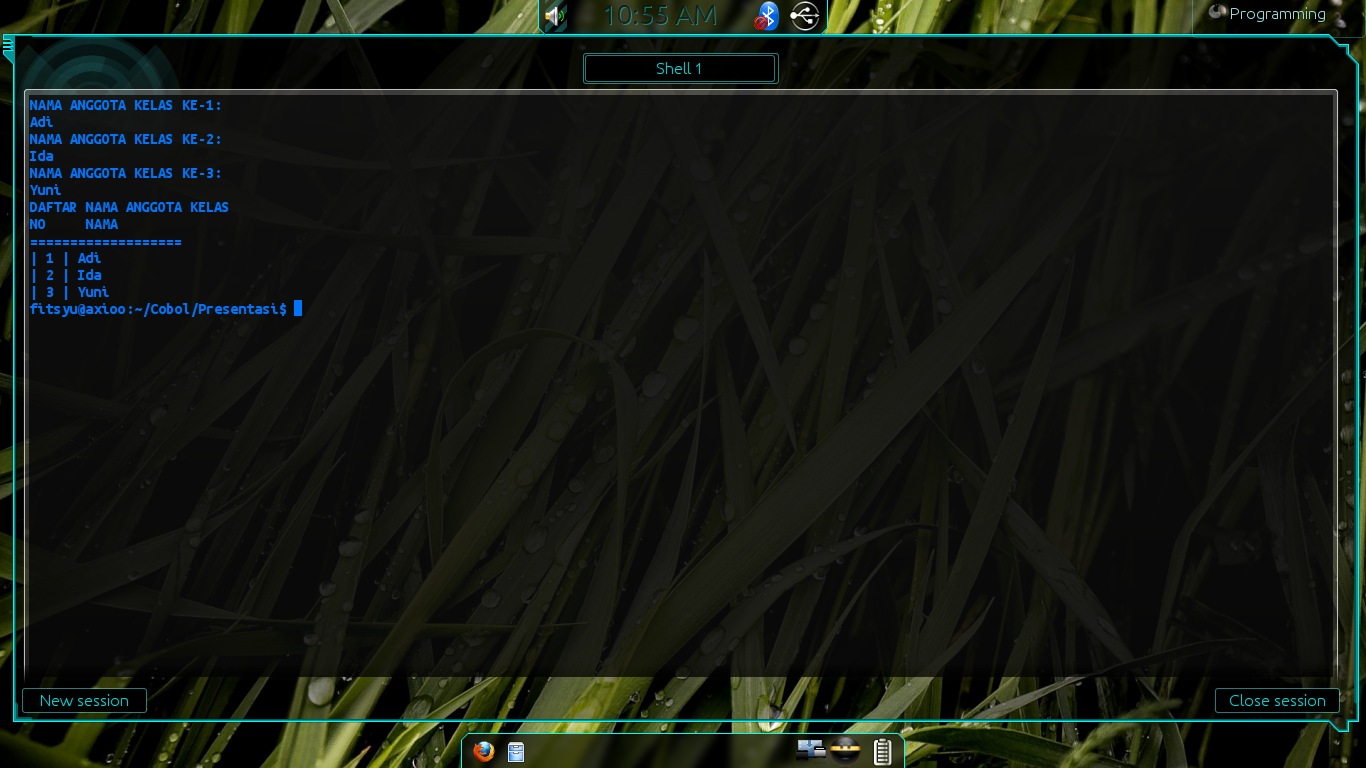 10:55 AM
Programming
Shell 1
NAMA ANGGOTA KELAS KE-1:
Adi
NAMA ANGGOTA KELAS KE-2:
Ida
NAMA ANGGOTA KELAS KE-3:
Yuni
DAFTAR NAMA ANGGOTA KELAS
NO     NAMA
===================
| 1 | Adi
| 2 | Ida
| 3 | Yuni
fitsyu@axioo:~/Cobol/Presentasi$
New session
Close session